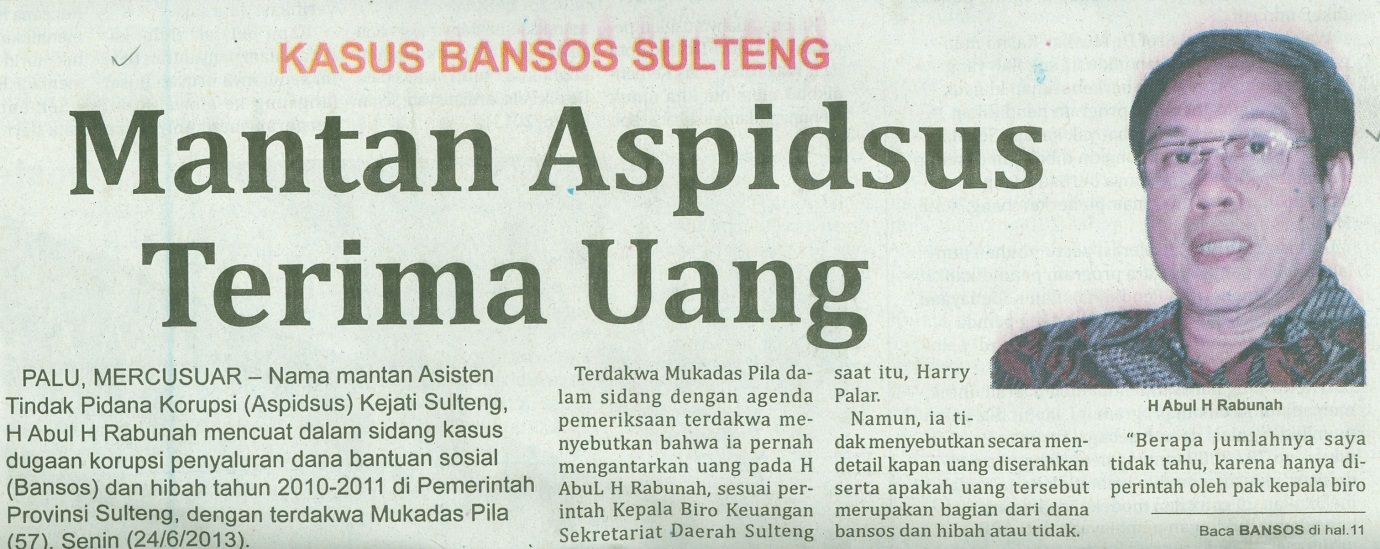 KASUS BANSOS SULTENG
Mantan Aspidsus
Terima Uang
PALU, MERCUSUAR – Nama mantan Asisten
Tindak Pidana Korupsi (Aspidsus) Kejati Sulteng,
H Abul H Rabunah mencuat dalam sidang kasus
dugaan korupsi penyaluran dana bantuan sosial
(Bansos) dan hibah tahun 2010-2011 di Pemerintah
Provinsi Sulteng, dengan terdakwa Mukadas Pila
(57), Senin (24/6/2013).
Terdakwa Mukadas Pila da-
lam sidang dengan agenda
pemeriksaan terdakwa me-
nyebutkan bahwa ia pernah
mengantarkan uang pada H
AbuL H Rabunah, sesuai per-
intah Kepala Biro Keuangan
Sekretariat Daerah Sulteng
saat itu, Harry
Palar.
Namun, ia ti-
dak menyebutkan secara men-
detail kapan uang diserahkan
serta apakah uang tersebut
merupakan bagian dari dana
bansos dan hibah atau tidak.
H Abul H Rabunah
“Berapa jumlahnya saya
tidak tahu, karena hanya di-
perintah oleh pak kepala biro
Baca BANSOS di hal.11